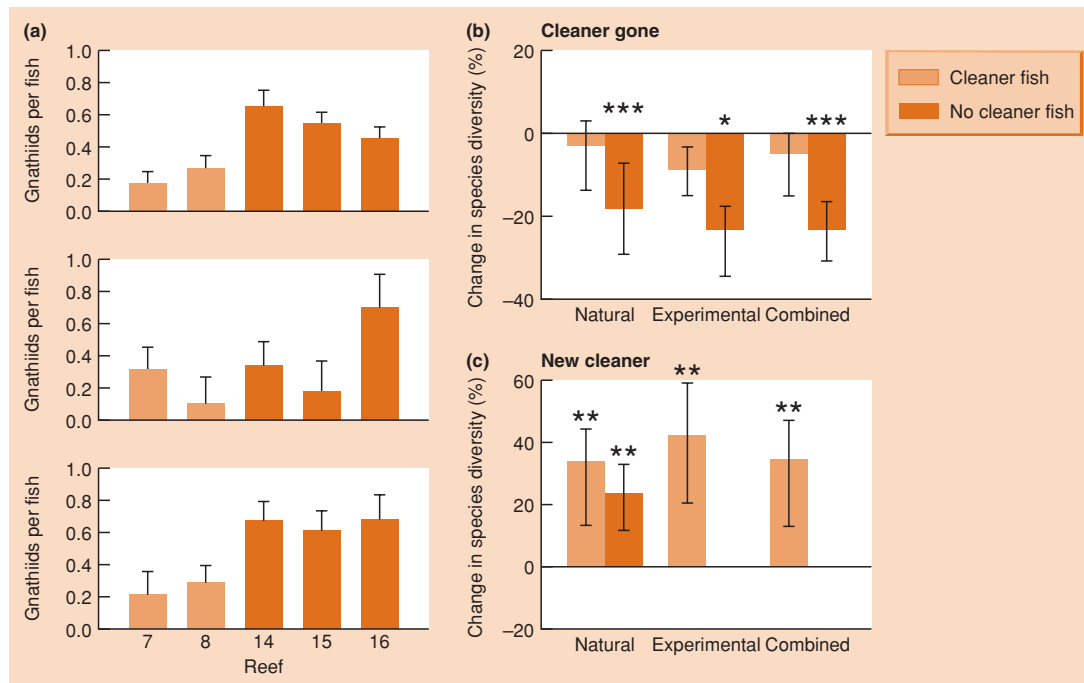 (a)
Gnathiids per fish
1.0
0.8
0.6
0.4
0.2
0.0
Gnathiids per fish
1.0
0.8
0.6
0.4
0.2
0.0
Gnathiids per fish
1.0
0.8
0.6
0.4
0.2
0.0
7 8 14 15 16
Reef
(b) Cleaner gone
Change in species diversity (%)
20
0
–20
–40
*** * ***
Natural Experimental Combined
(c) New cleaner
Change in species diversity (%)
60
40
20
0
–20
** ** ** **
Natural Experimental Combined
Cleaner fish
No cleaner fish